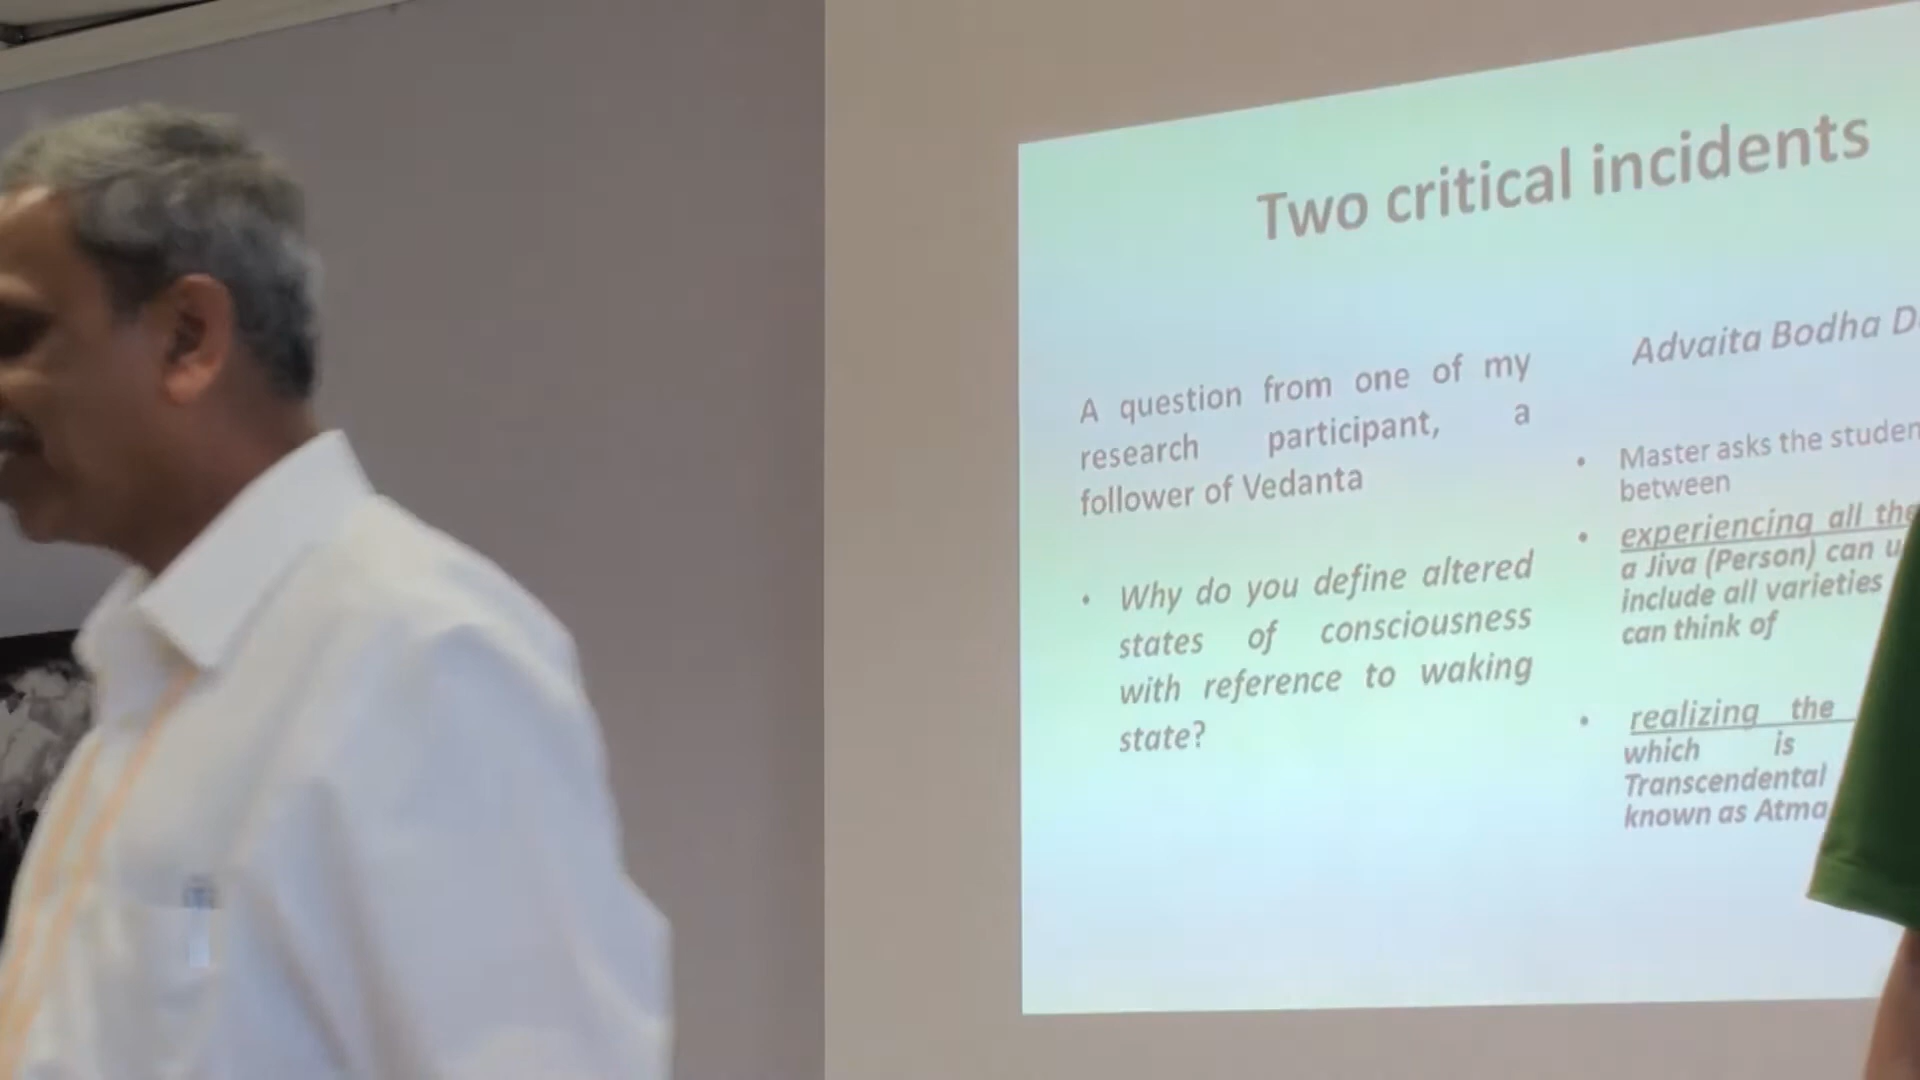 Two critical incidents
A question from one of my
research participant, a
follower of Vedanta
• Why do you define altered
states of consciousness
with reference to waking
state?
Advaita Bodha
• Master asks the
between
• experiencing all
a Jiva (Person) can
include all varieties
can think of
• realizing the
which is
Transcendental
known as Atma